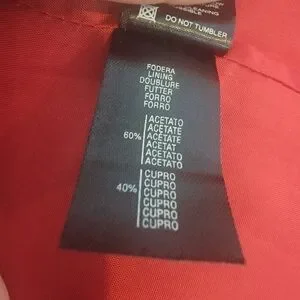 DO NOT TUMBLER
FODERA
LINING
DOUBLURE
FUTTER
FORRO
FORRO
ACETATO
ACETATE
60% ACÉTATE
ACETAT
ACETATO
ACETATO
CUPRO
40% CUPRO
CUPRO
CUPRO
CUPRO
CUPRO